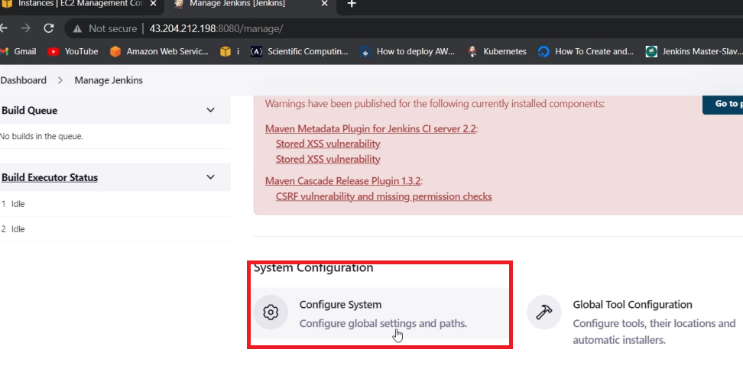 Instances | EC2 Management Con
Manage Jenkins [Jenkins]
Not secure | 43.204.212.198:8080/manage/
Gmail
YouTube
Amazon Web Servic...
i
Scientific Computin...
How to deploy AW...
Kubernetes
How To Create and...
Jenkins Master-Slav...
Dashboard > Manage Jenkins
Build Queue
No builds in the queue.
Build Executor Status
1 Idle
2 Idle
Warnings have been published for the following currently installed components:
Go to p
Maven Metadata Plugin for Jenkins CI server 2.2:
Stored XSS vulnerability
Stored XSS vulnerability
Maven Cascade Release Plugin 1.3.2:
CSRF vulnerability and missing permission checks
System Configuration
Configure System
Configure global settings and paths.
Global Tool Configuration
Configure tools, their locations and
automatic installers.